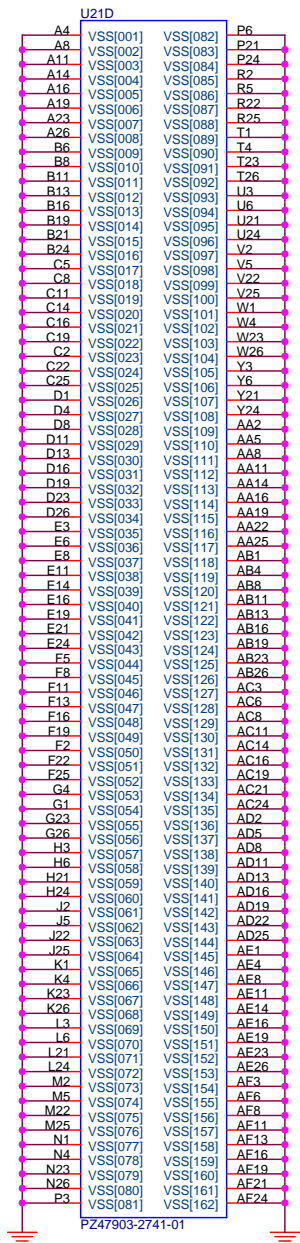 U21D
A4 VSS[001] VSS[082] P6
A8 VSS[002] VSS[083] P21
A11 VSS[003] VSS[084] P24
A14 VSS[004] VSS[085] R2
A16 VSS[005] VSS[086] R5
A19 VSS[006] VSS[087] R22
A23 VSS[007] VSS[088] R25
A26 VSS[008] VSS[089] T1
B6 VSS[009] VSS[090] T4
B8 VSS[010] VSS[091] T23
B11 VSS[011] VSS[092] T26
B13 VSS[012] VSS[093] U3
B16 VSS[013] VSS[094] U6
B19 VSS[014] VSS[095] U21
B21 VSS[015] VSS[096] U24
B24 VSS[016] VSS[097] V2
C5 VSS[017] VSS[098] V5
C8 VSS[018] VSS[099] V22
C11 VSS[019] VSS[100] V25
C14 VSS[020] VSS[101] W1
C16 VSS[021] VSS[102] W4
C19 VSS[022] VSS[103] W23
C2 VSS[023] VSS[104] W26
C22 VSS[024] VSS[105] Y3
C25 VSS[025] VSS[106] Y6
D1 VSS[026] VSS[107] Y21
D4 VSS[027] VSS[108] Y24
D8 VSS[028] VSS[109] AA2
D11 VSS[029] VSS[110] AA5
D13 VSS[030] VSS[111] AA8
D16 VSS[031] VSS[112] AA11
D19 VSS[032] VSS[113] AA14
D23 VSS[033] VSS[114] AA16
D26 VSS[034] VSS[115] AA19
E3 VSS[035] VSS[116] AA22
E6 VSS[036] VSS[117] AA25
E8 VSS[037] VSS[118] AB1
E11 VSS[038] VSS[119] AB4
E14 VSS[039] VSS[120] AB8
E16 VSS[040] VSS[121] AB11
E19 VSS[041] VSS[122] AB13
E21 VSS[042] VSS[123] AB16
E24 VSS[043] VSS[124] AB19
F5 VSS[044] VSS[125] AB23
F8 VSS[045] VSS[126] AB26
F11 VSS[046] VSS[127] AC3
F13 VSS[047] VSS[128] AC6
F16 VSS[048] VSS[129] AC8
F19 VSS[049] VSS[130] AC11
F2 VSS[050] VSS[131] AC14
F22 VSS[051] VSS[132] AC16
F25 VSS[052] VSS[133] AC19
G4 VSS[053] VSS[134] AC21
G1 VSS[054] VSS[135] AC24
G23 VSS[055] VSS[136] AD2
G26 VSS[056] VSS[137] AD5
H3 VSS[057] VSS[138] AD8
H6 VSS[058] VSS[139] AD11
H21 VSS[059] VSS[140] AD13
H24 VSS[060] VSS[141] AD16
J2 VSS[061] VSS[142] AD19
J5 VSS[062] VSS[143] AD22
J22 VSS[063] VSS[144] AD25
J25 VSS[064] VSS[145] AE1
K1 VSS[065] VSS[146] AE4
K4 VSS[066] VSS[147] AE8
K23 VSS[067] VSS[148] AE11
K26 VSS[068] VSS[149] AE14
L3 VSS[069] VSS[150] AE16
L6 VSS[070] VSS[151] AE19
L21 VSS[071] VSS[152] AE23
L24 VSS[072] VSS[153] AE26
M2 VSS[073] VSS[154] AF3
M5 VSS[074] VSS[155] AF6
M22 VSS[075] VSS[156] AF8
M25 VSS[076] VSS[157] AF11
N1 VSS[077] VSS[158] AF13
N4 VSS[078] VSS[159] AF16
N23 VSS[079] VSS[160] AF19
N26 VSS[080] VSS[161] AF21
P3 VSS[081] VSS[162] AF24
PZ47903-2741-01